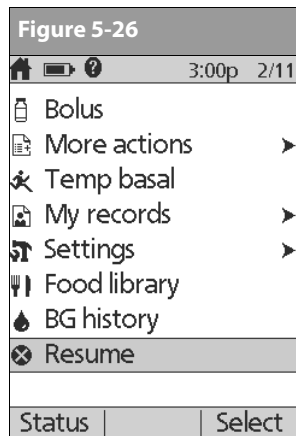 Figure 5-26
3:00p 2/11
Bolus
More actions
Temp basal
My records
Settings
Food library
BG history
Resume
Status Select